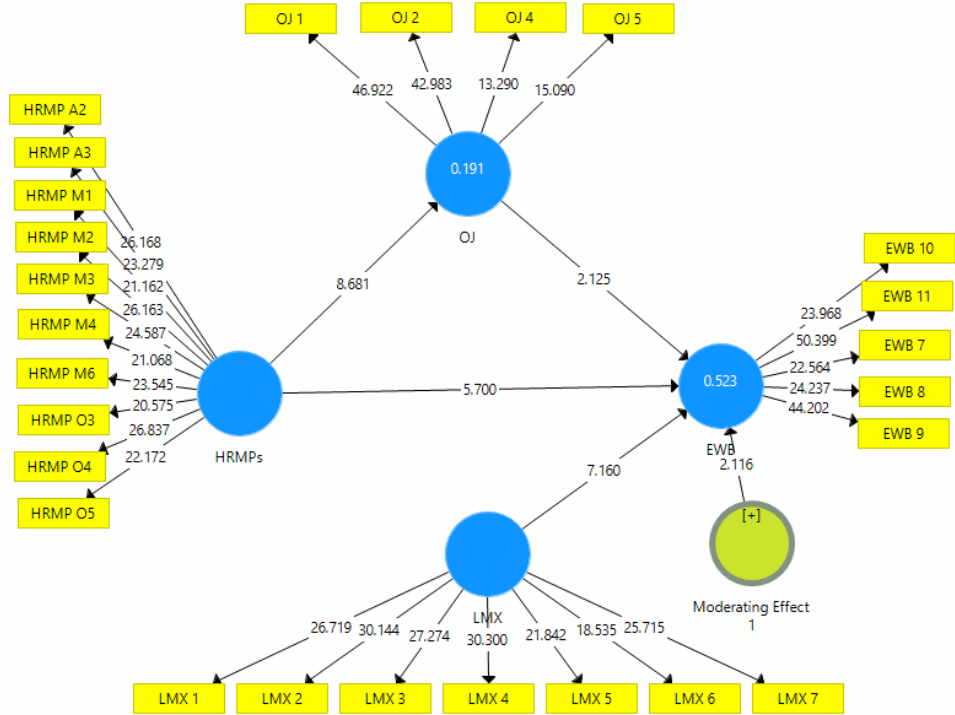 OJ 1
OJ 2
OJ 4
OJ 5
46.922
42.983
13.290
15.090
0.191
OJ
HRMP A2
HRMP A3
HRMP M1
HRMP M2
HRMP M3
HRMP M4
HRMP M6
HRMP O3
HRMP O4
HRMP O5
26.168
23.279
21.162
26.163
24.587
21.068
23.545
20.575
26.837
22.172
HRMPs
8.681
2.125
5.700
7.160
0.523
EWB
2.116
EWB 10
EWB 11
EWB 7
EWB 8
EWB 9
23.968
50.399
22.564
24.237
44.202
[+]
Moderating Effect
1
LMX
26.719
30.144
27.274
30.300
21.842
18.535
25.715
LMX 1
LMX 2
LMX 3
LMX 4
LMX 5
LMX 6
LMX 7